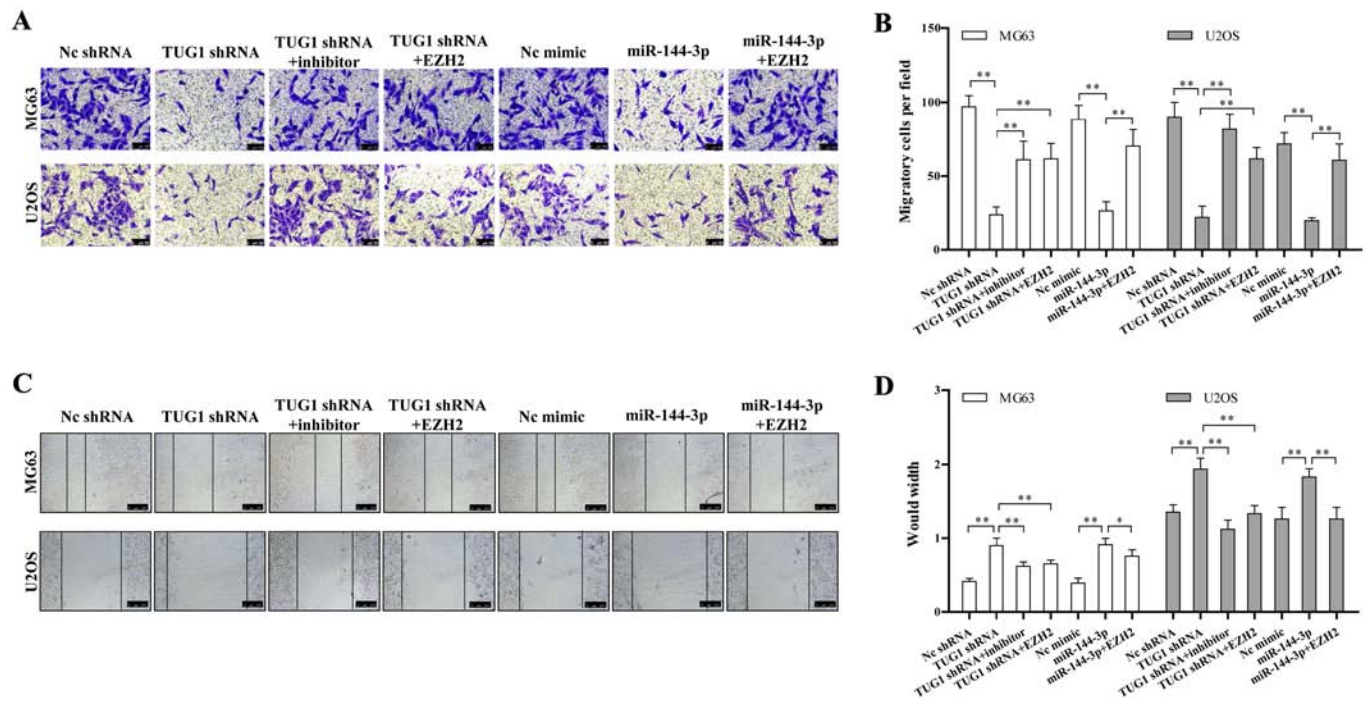 A
Nc shRNA
TUG1 shRNA
TUG1 shRNA
+inhibitor
TUG1 shRNA
+EZH2
Nc mimic
miR-144-3p
miR-144-3p
+EZH2
MG63
U2OS
B
MG63
U2OS
Migratory cells per field
150
100
50
0
** ** ** ** ** ** ** ** ** **
Nc shRNA
TUG1 shRNA
TUG1 shRNA+inhibitor
TUG1 shRNA+EZH2
Nc mimic
miR-144-3p
miR-144-3p+EZH2
Nc shRNA
TUG1 shRNA
TUG1 shRNA+inhibitor
TUG1 shRNA+EZH2
Nc mimic
miR-144-3p
miR-144-3p+EZH2
C
Nc shRNA
TUG1 shRNA
TUG1 shRNA
+inhibitor
TUG1 shRNA
+EZH2
Nc mimic
miR-144-3p
miR-144-3p
+EZH2
MG63
U2OS
D
MG63
U2OS
Would width
3
2
1
0
** ** ** ** * ** ** ** ** **
Nc shRNA
TUG1 shRNA
TUG1 shRNA+inhibitor
TUG1 shRNA+EZH2
Nc mimic
miR-144-3p
miR-144-3p+EZH2
Nc shRNA
TUG1 shRNA
TUG1 shRNA+inhibitor
TUG1 shRNA+EZH2
Nc mimic
miR-144-3p
miR-144-3p+EZH2